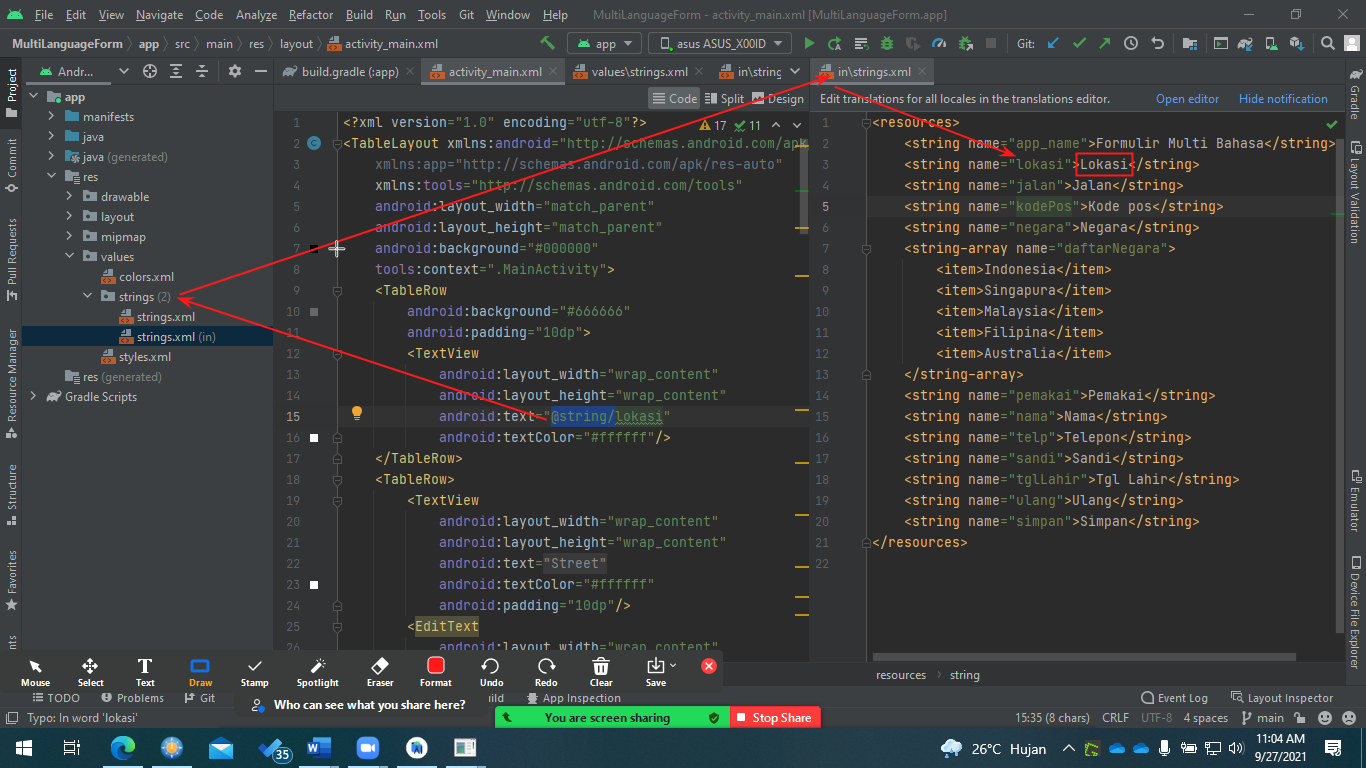 File Edit View Navigate Code Analyze Refactor Build Run Tools Git Window Help MultiLanguageForm - activity_main.xml [MultiLanguageForm.app]
MultiLanguageForm app src main res layout activity_main.xml
app asus ASUS_X00ID Git:
Andr... build.gradle (:app) activity_main.xml values\strings.xml in\string in\strings.xml
Code Split Design
Edit translations for all locales in the translations editor. Open editor Hide notification
Project
Commit
Pull Requests
Resource Manager
Structure
Favorites
nts
app
manifests
java
java (generated)
res
drawable
layout
mipmap
values
colors.xml
strings (2)
strings.xml
strings.xml (in)
styles.xml
res (generated)
Gradle Scripts
17 11
1 <?xml version="1.0" encoding="utf-8"?>
2 <TableLayout xmlns:android="http://schemas.android.com/apk
xmlns:app="http://schemas.android.com/apk/res-auto"
4 xmlns:tools="http://schemas.android.com/tools"
5 android:layout_width="match_parent"
6 android:layout_height="match_parent"
7 android:background="#000000"
8 tools:context=".MainActivity">
9 <TableRow
10 android:background="#666666"
11 android:padding="10dp">
12 <TextView
13 android:layout_width="wrap_content"
14 android:layout_height="wrap_content"
15 android:text="@string/lokasi"
16 android:textColor="#ffffff"/>
17 </TableRow>
18 <TableRow>
19 <TextView
20 android:layout_width="wrap_content"
21 android:layout_height="wrap_content"
22 android:text="Street"
23 android:textColor="#ffffff"
24 android:padding="10dp"/>
25 <EditText
26 android:layout_width="wrap_content"
1 <resources>
2 <string name="app_name">Formulir Multi Bahasa</string>
3 <string name="lokasi">Lokasi</string>
4 <string name="jalan">Jalan</string>
5 <string name="kodePos">Kode pos</string>
6 <string name="negara">Negara</string>
7 <string-array name="daftarNegara">
8 <item>Indonesia</item>
9 <item>Singapura</item>
10 <item>Malaysia</item>
11 <item>Filipina</item>
12 <item>Australia</item>
13 </string-array>
14 <string name="pemakai">Pemakai</string>
15 <string name="nama">Nama</string>
16 <string name="telp">Telepon</string>
17 <string name="sandi">Sandi</string>
18 <string name="tglLahir">Tgl Lahir</string>
19 <string name="ulang">Ulang</string>
20 <string name="simpan">Simpan</string>
21 </resources>
22
resources string
Gradle
Layout Validation
Emulator
Device File Explorer
Mouse Select Text Draw Stamp Spotlight Eraser Format Undo Redo Clear Save
TODO Problems Git uild App Inspection Event Log Layout Inspector
Who can see what you share here?
You are screen sharing Stop Share
Typo: In word 'lokasi' 15:35 (8 chars) CRLF UTF-8 4 spaces main
35 26°C Hujan 11:04 AM
9/27/2021